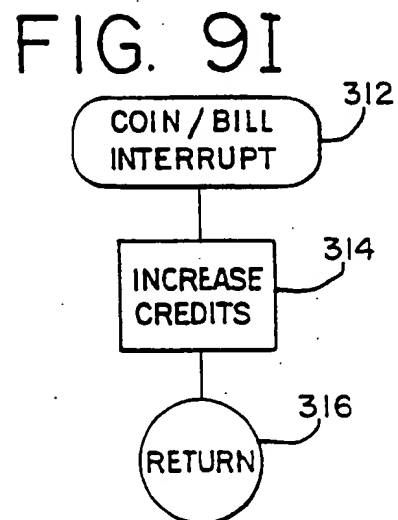 FIG. 9I
312
COIN / BILL
INTERRUPT
314
INCREASE
CREDITS
316
RETURN